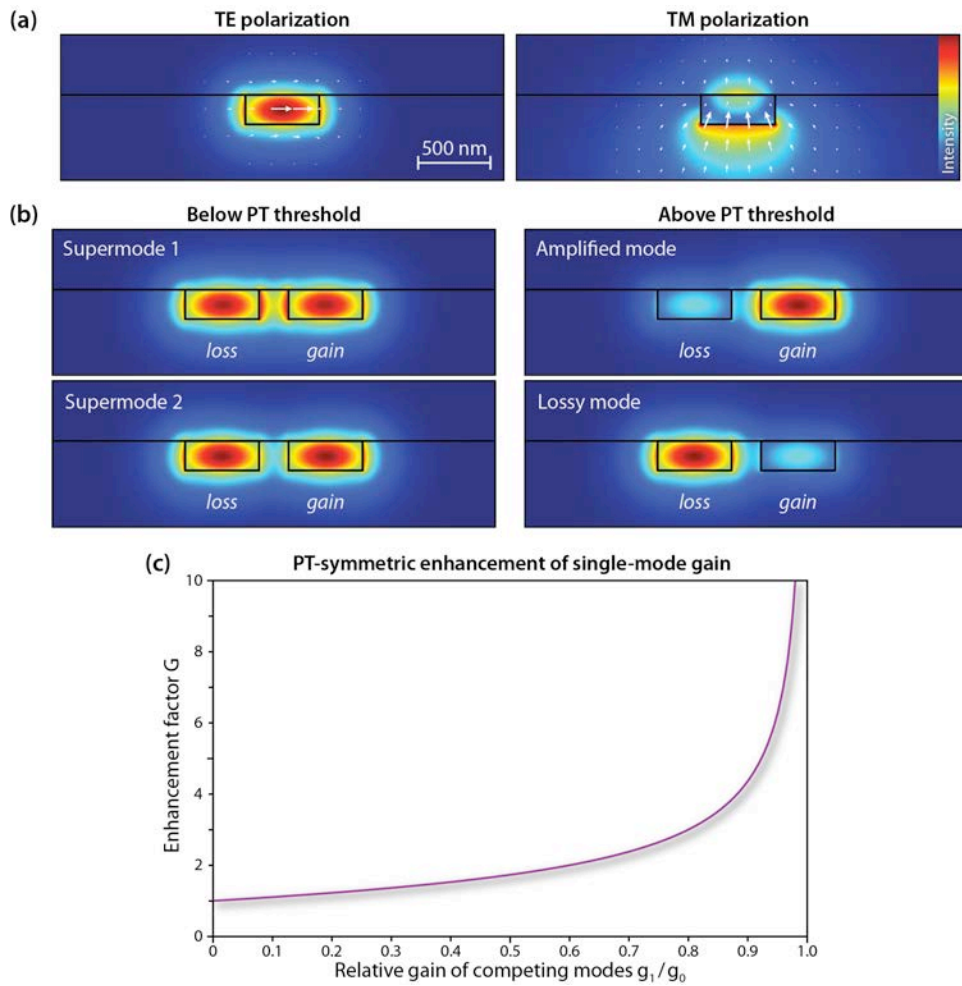 (a)
TE polarization
TM polarization
500 nm
Intensity
(b)
Below PT threshold
Above PT threshold
Supermode 1
loss
gain
Amplified mode
loss
gain
Supermode 2
loss
gain
Lossy mode
loss
gain
(c)
PT-symmetric enhancement of single-mode gain
10
8
6
4
2
0
Enhancement factor G
0
0.1
0.2
0.3
0.4
0.5
0.6
0.7
0.8
0.9
1.0
Relative gain of competing modes g₁/g₀